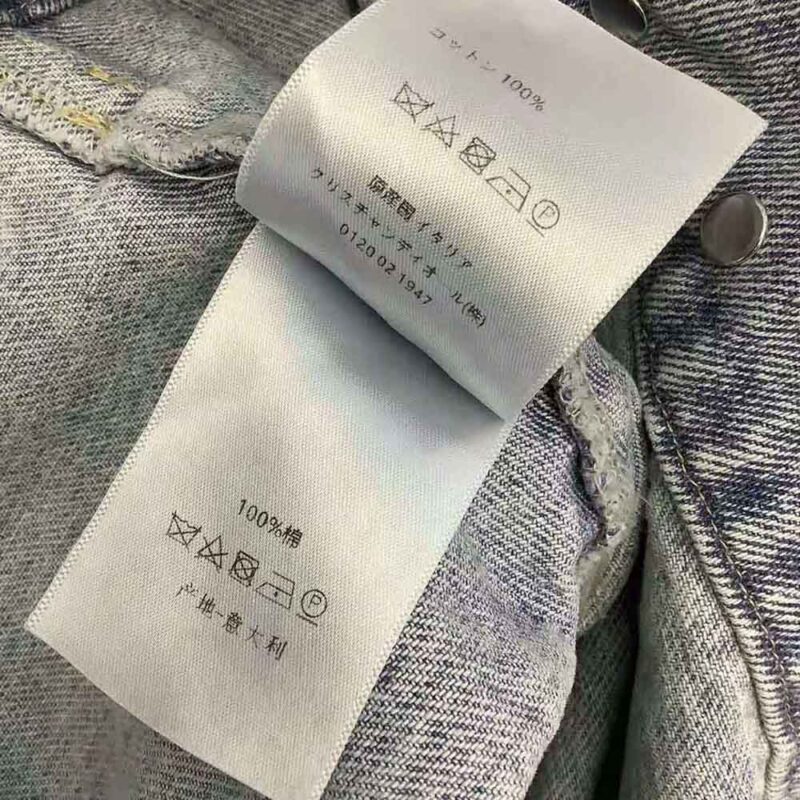 コットン 100%
P
原産國イタリア
クリスチャンディオール(株)
0120 02 1947
100%棉
P
产地-意大利